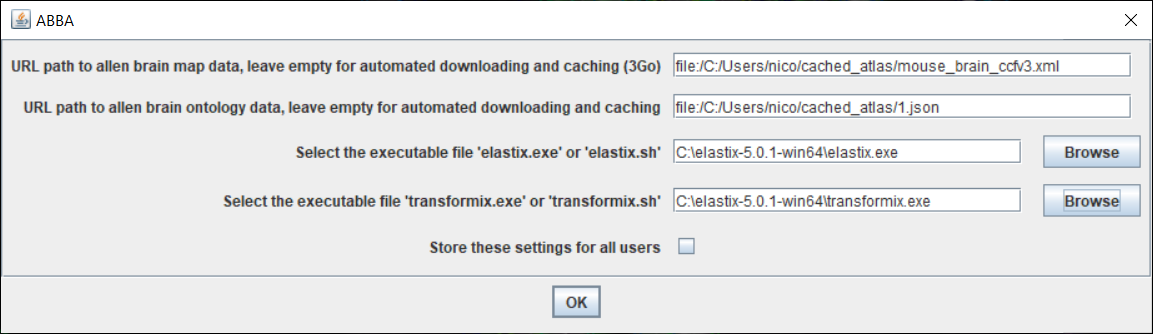 ABBA
URL path to allen brain map data, leave empty for automated downloading and caching (3Go) file:/C:/Users/nico/cached_atlas/mouse_brain_ccfv3.xml
URL path to allen brain ontology data, leave empty for automated downloading and caching file:/C:/Users/nico/cached_atlas/1.json
Select the executable file 'elastix.exe' or 'elastix.sh' C:\elastix-5.0.1-win64\elastix.exe Browse
Select the executable file 'transformix.exe' or 'transformix.sh' C:\elastix-5.0.1-win64\transformix.exe Browse
Store these settings for all users
OK